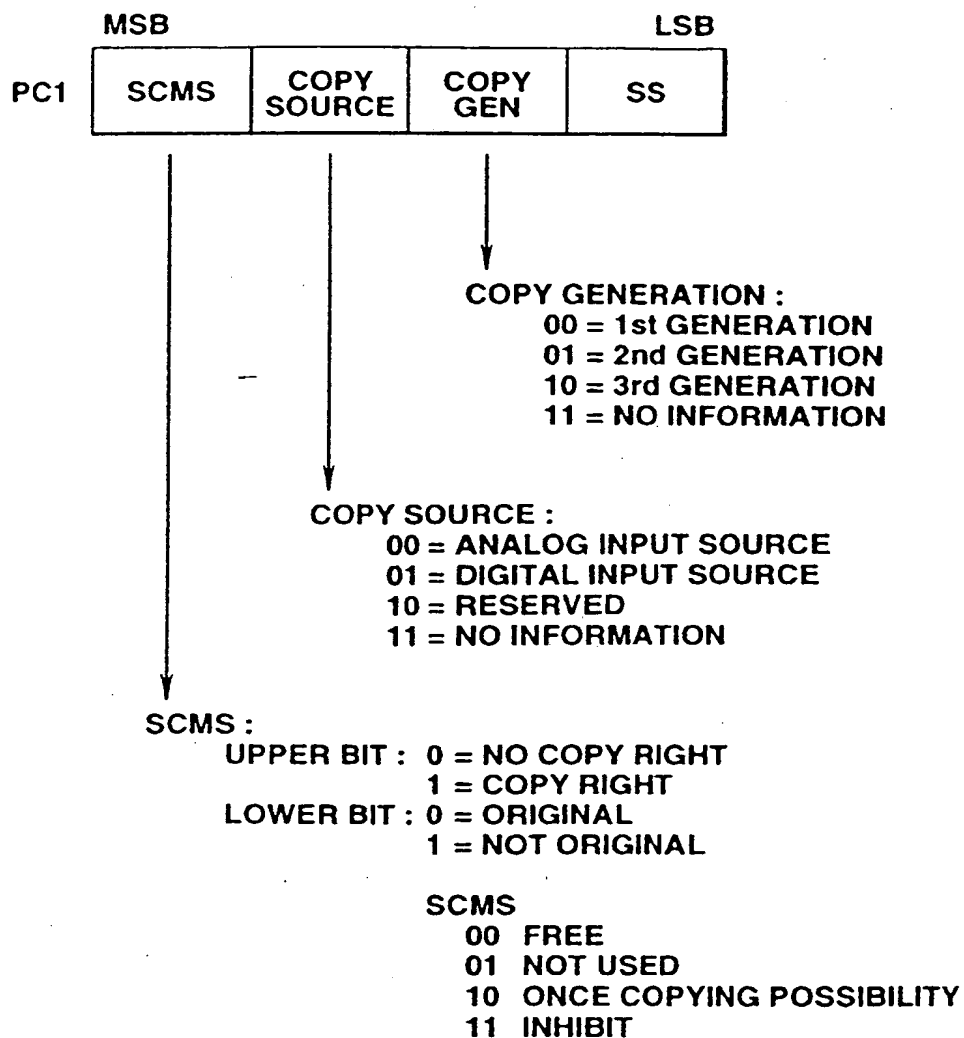 MSB LSB
PC1 SCMS COPY SOURCE COPY GEN SS
COPY GENERATION :
00 = 1st GENERATION
01 = 2nd GENERATION
10 = 3rd GENERATION
11 = NO INFORMATION
COPY SOURCE :
00 = ANALOG INPUT SOURCE
01 = DIGITAL INPUT SOURCE
10 = RESERVED
11 = NO INFORMATION
SCMS :
UPPER BIT : 0 = NO COPY RIGHT
1 = COPY RIGHT
LOWER BIT : 0 = ORIGINAL
1 = NOT ORIGINAL
SCMS
00 FREE
01 NOT USED
10 ONCE COPYING POSSIBILITY
11 INHIBIT